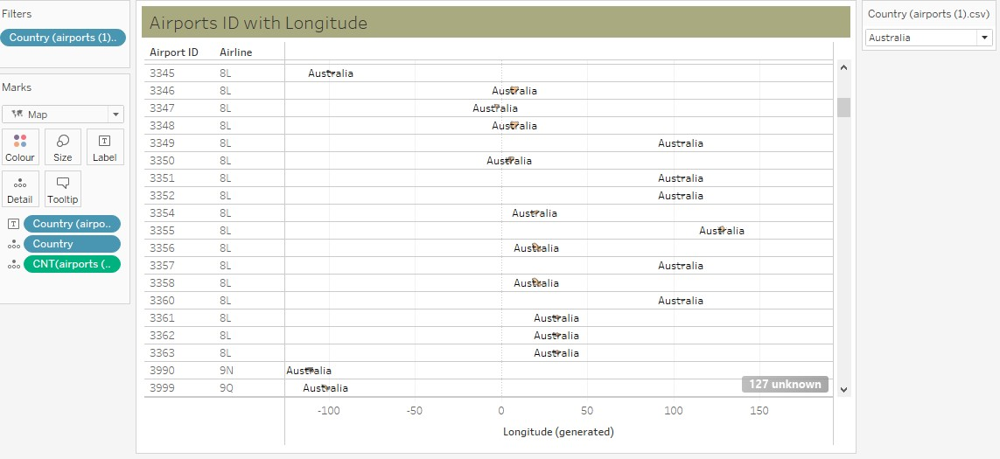 Filters
Country (airports (1)..
Marks
Map
Colour
Size
Label
Detail
Tooltip
Country (airpo..
Country
CNT(airports (..
Airports ID with Longitude
Airport ID Airline
3345 8L Australia
3346 8L Australia
3347 8L Australia
3348 8L Australia
3349 8L Australia
3350 8L Australia
3351 8L Australia
3352 8L Australia
3354 8L Australia
3355 8L Australia
3356 8L Australia
3357 8L Australia
3358 8L Australia
3360 8L Australia
3361 8L Australia
3362 8L Australia
3363 8L Australia
3990 9N Australia
3999 9Q Australia
127 unknown
-100 -50 0 50 100 150
Longitude (generated)
Country (airports (1).csv)
Australia